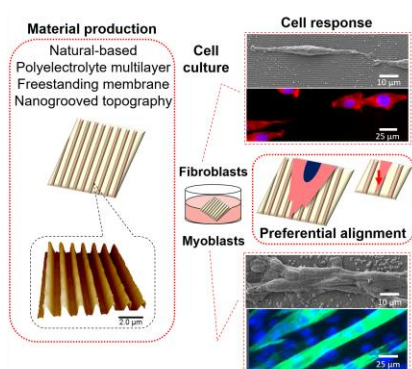 Material production
Natural-based
Polyelectrolyte multilayer
Freestanding membrane
Nanogrooved topography
2.0 µm
Cell
culture
Fibroblasts
Myoblasts
Cell response
10 µm
25 µm
Preferential alignment
10 µm
25 µm